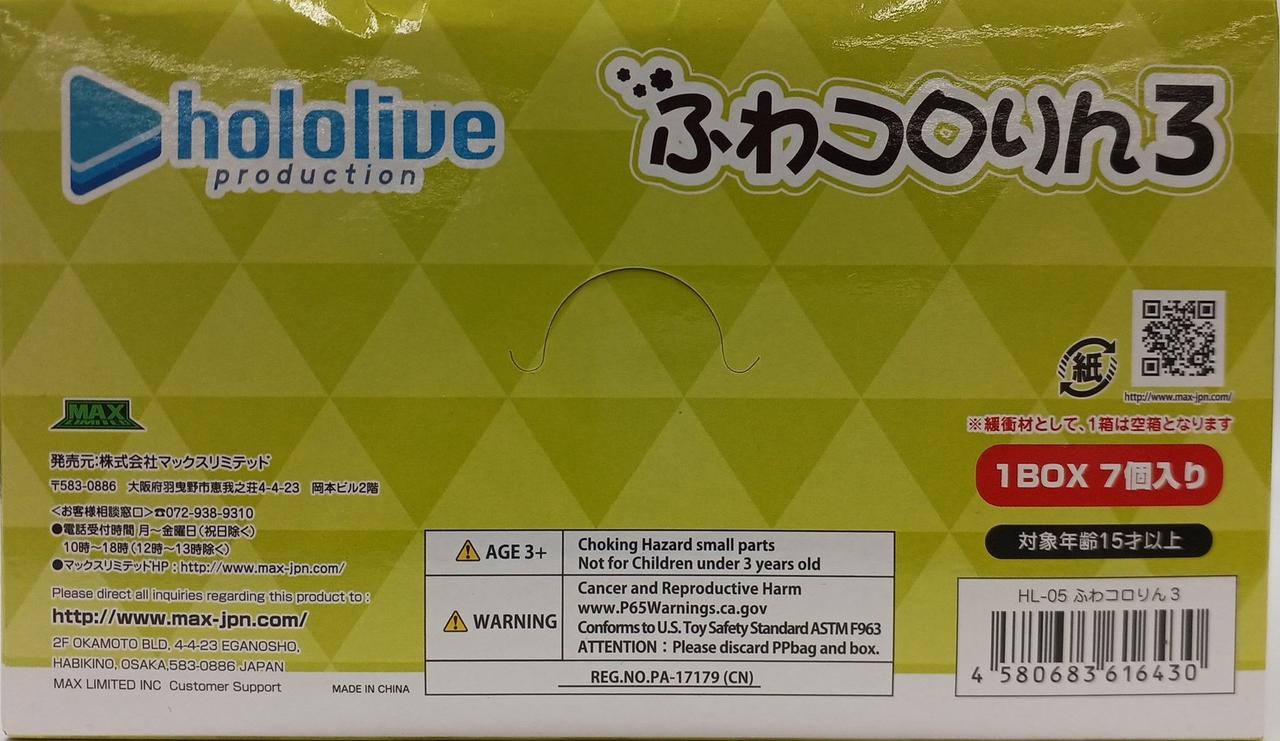 hololive
production
ふわコロりん3
紙
http://www.max-jpn.com/
※緩衝材として、1箱は空箱となります
1BOX 7個入り
対象年齢15才以上
HL-05 ふわコロりん3
4 580683 616430
MAX
LIMITED
発売元:株式会社マックスリミテッド
〒583-0886 大阪府羽曳野市恵我之荘4-4-23 岡本ビル2階
<お客様相談窓口>☎072-938-9310
●電話受付時間 月〜金曜日(祝日除く)
10時〜18時(12時〜13時除く)
●マックスリミテッドHP:http://www.max-jpn.com/
Please direct all inquiries regarding this product to:
http://www.max-jpn.com/
2F OKAMOTO BLD, 4-4-23 EGANOSHO,
HABIKINO, OSAKA,583-0886 JAPAN
MAX LIMITED INC Customer Support
MADE IN CHINA
AGE 3+
Choking Hazard small parts
Not for Children under 3 years old
WARNING
Cancer and Reproductive Harm
www.P65Warnings.ca.gov
Conforms to U.S. Toy Safety Standard ASTM F963
ATTENTION:Please discard PPbag and box.
REG.NO.PA-17179 (CN)